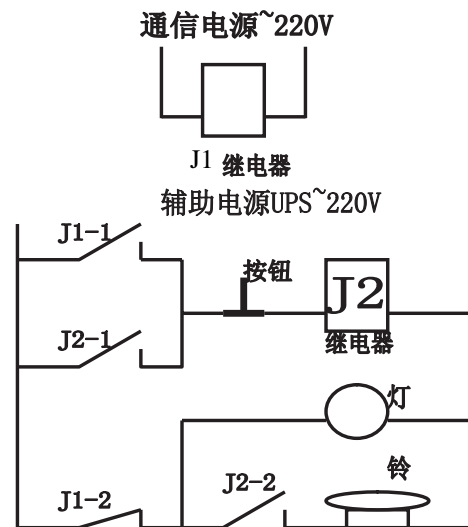 通信电源~220V
J1 继电器
辅助电源UPS~220V
J1-1
按钮
J2
J2-1
继电器
灯
铃
J2-2
J1-2